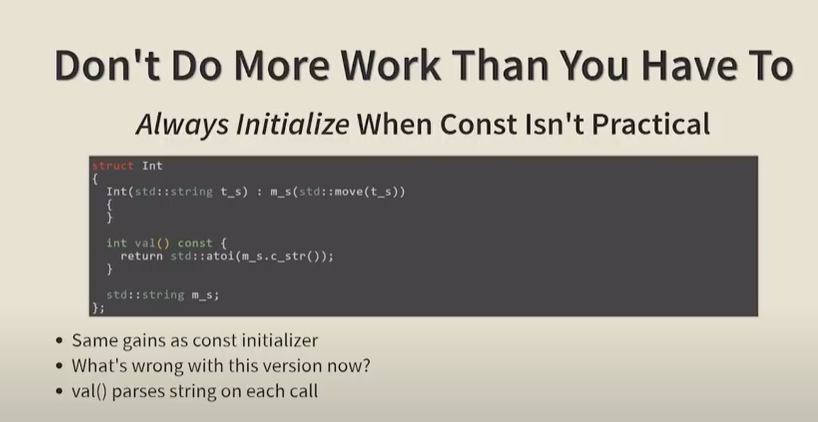 Don't Do More Work Than You Have To
Always Initialize When Const Isn't Practical
struct Int
{
Int(std::string t_s) : m_s(std::move(t_s))
{
}
int val() const {
return std::atoi(m_s.c_str());
}
std::string m_s;
};
• Same gains as const initializer
• What's wrong with this version now?
• val() parses string on each call